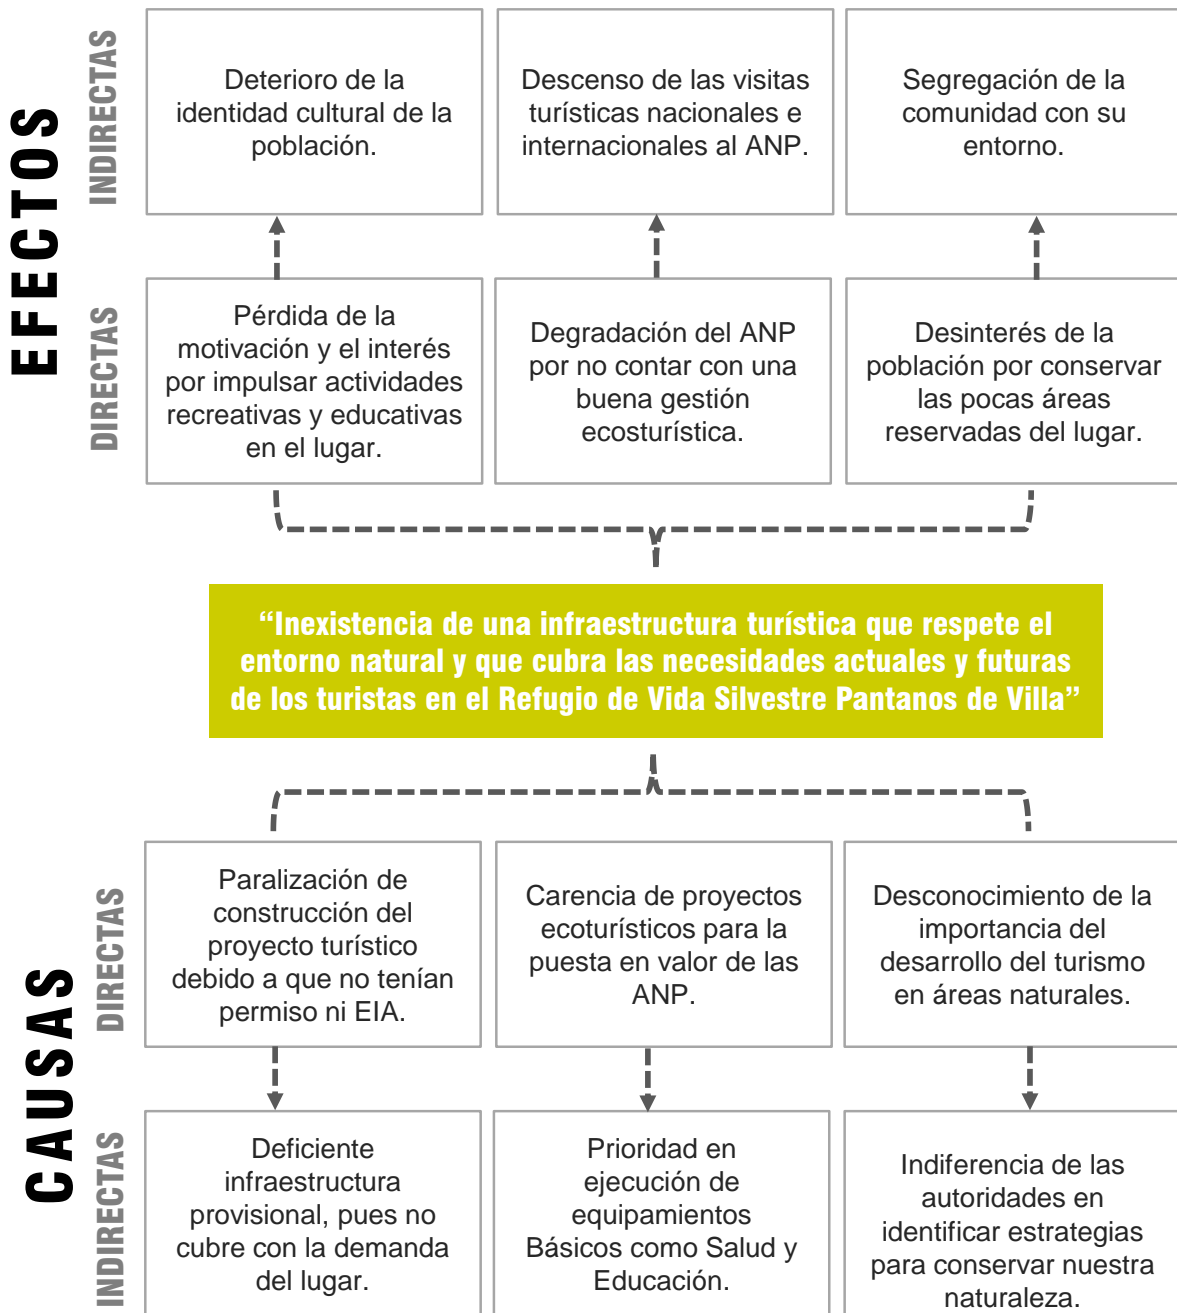 EFECTOS
INDIRECTAS
Deterioro de la
identidad cultural de la
población.
Descenso de las visitas
turísticas nacionales e
internacionales al ANP.
Segregación de la
comunidad con su
entorno.
DIRECTAS
Pérdida de la
motivación y el interés
por impulsar actividades
recreativas y educativas
en el lugar.
Degradación del ANP
por no contar con una
buena gestión
ecosturística.
Desinterés de la
población por conservar
las pocas áreas
reservadas del lugar.
“Inexistencia de una infraestructura turística que respete el
entorno natural y que cubra las necesidades actuales y futuras
de los turistas en el Refugio de Vida Silvestre Pantanos de Villa”
CAUSAS
DIRECTAS
Paralización de
construcción del
proyecto turístico
debido a que no tenían
permiso ni EIA.
Carencia de proyectos
ecoturísticos para la
puesta en valor de las
ANP.
Desconocimiento de la
importancia del
desarrollo del turismo
en áreas naturales.
INDIRECTAS
Deficiente
infraestructura
provisional, pues no
cubre con la demanda
del lugar.
Prioridad en
ejecución de
equipamientos
Básicos como Salud y
Educación.
Indiferencia de las
autoridades en
identificar estrategias
para conservar nuestra
naturaleza.